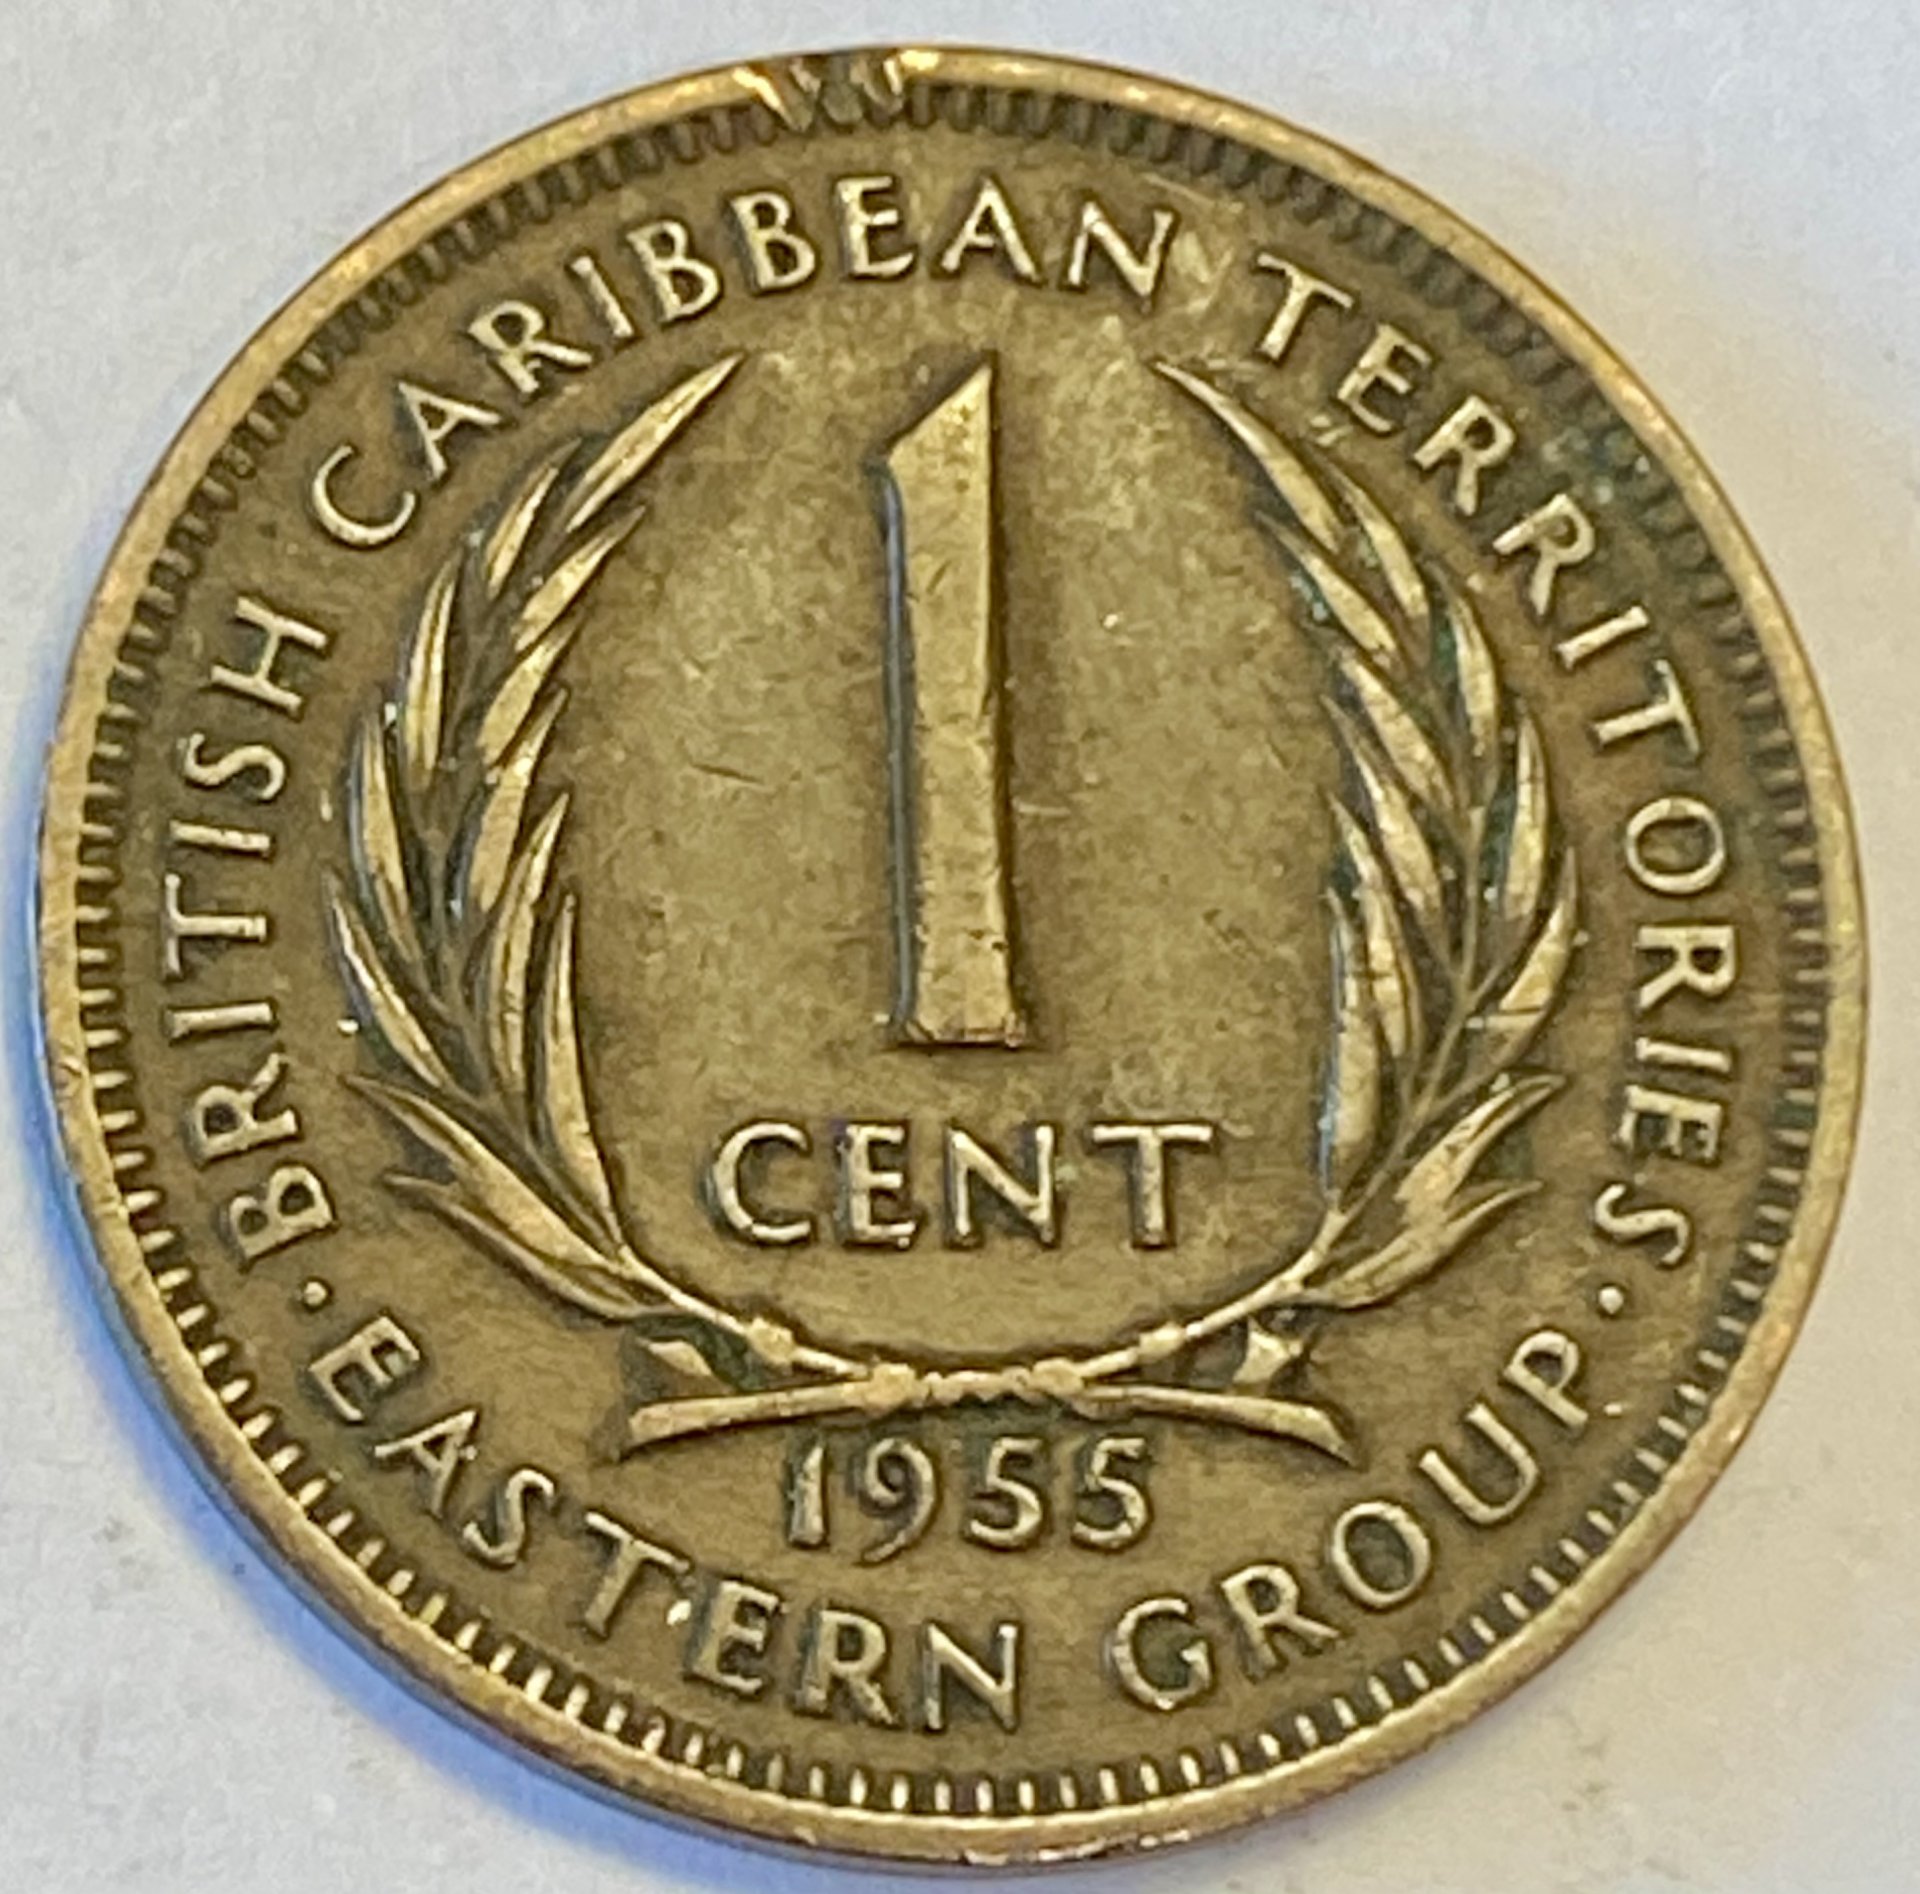 BRITISH CARIBBEAN TERRITORIES
1
CENT
1955
· EASTERN GROUP ·